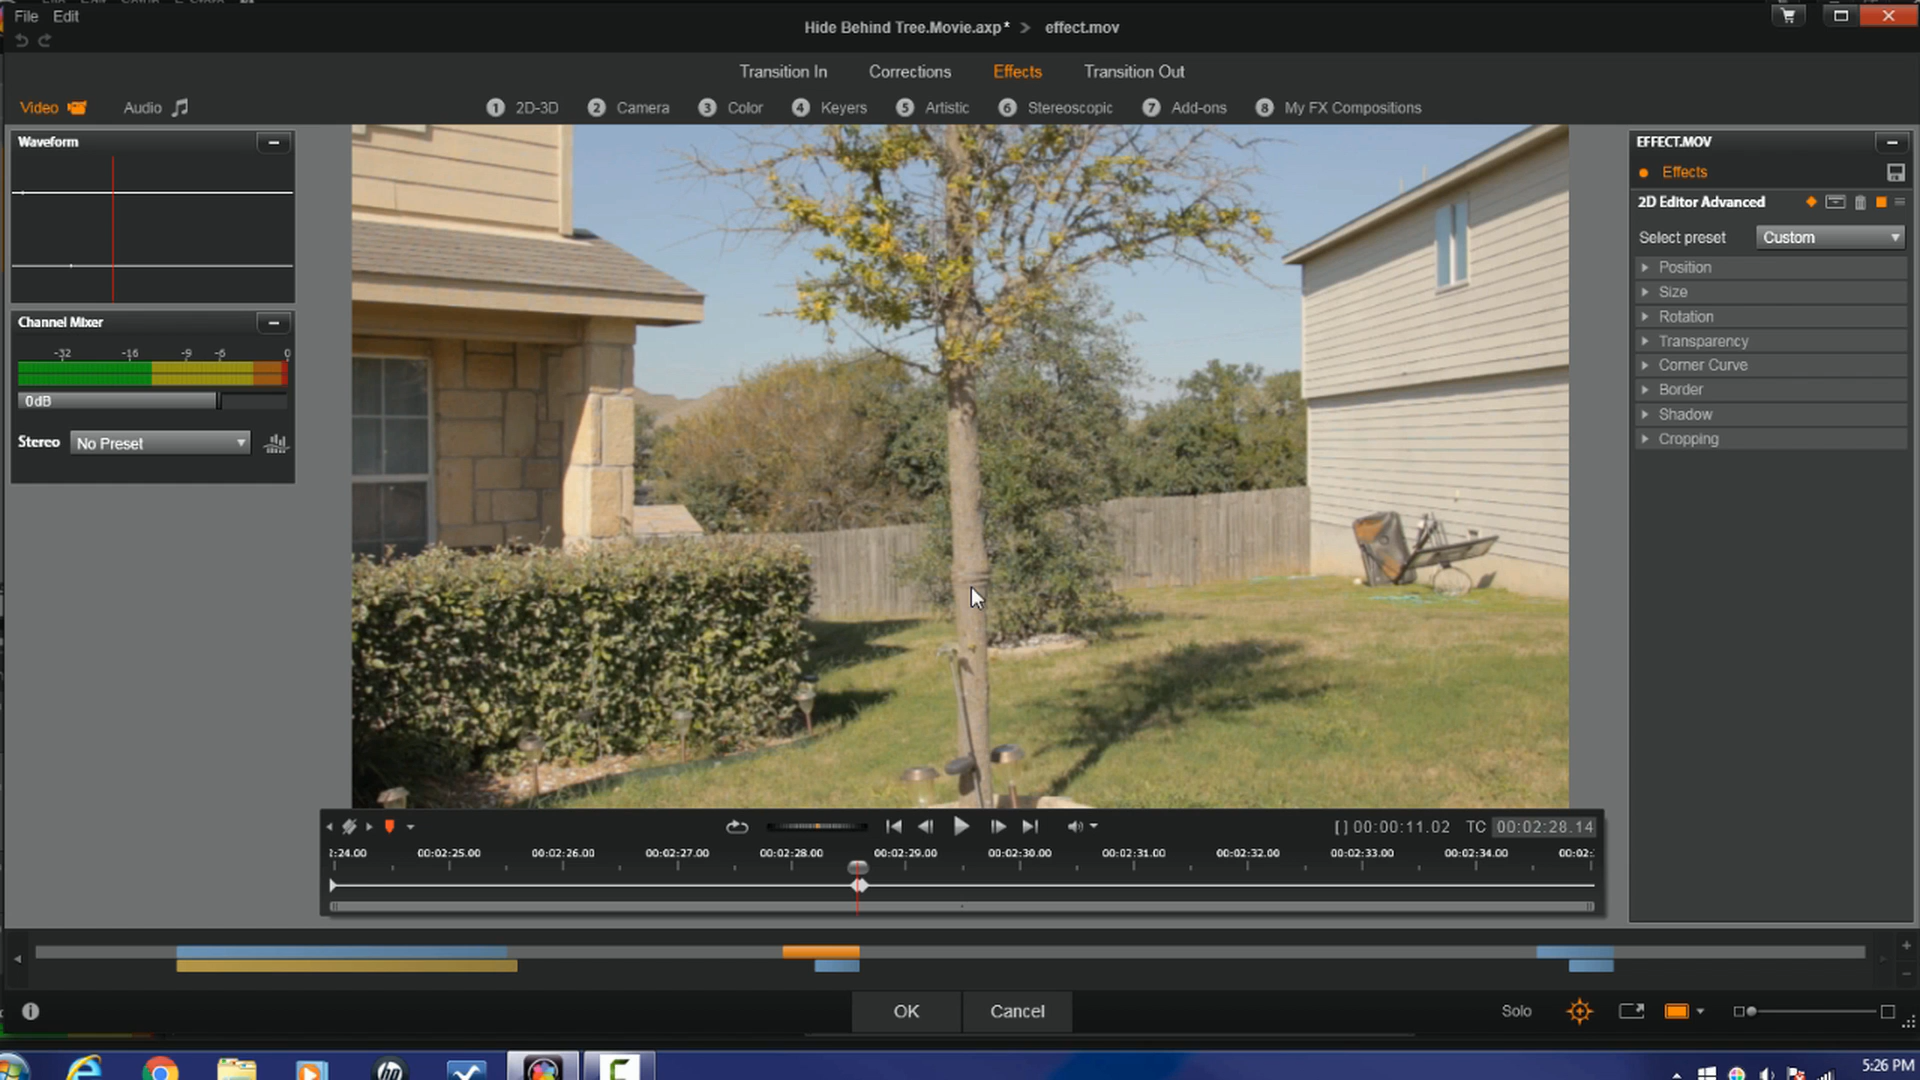 File Edit
Hide Behind Tree.Movie.axp* > effect.mov
Transition In Corrections Effects Transition Out
Video Audio 1 2D-3D 2 Camera 3 Color 4 Keyers 5 Artistic 6 Stereoscopic 7 Add-ons 8 My FX Compositions
Waveform
Channel Mixer
-32 -16 -9 -6 0
0dB
Stereo No Preset
EFFECT.MOV
Effects
2D Editor Advanced
Select preset Custom
Position
Size
Rotation
Transparency
Corner Curve
Border
Shadow
Cropping
[ ] 00:00:11.02 TC 00:02:28.14
1:24.00 00:02:25.00 00:02:26.00 00:02:27.00 00:02:28.00 00:02:29.00 00:02:30.00 00:02:31.00 00:02:32.00 00:02:33.00 00:02:34.00 00:02:
OK Cancel Solo
hp
5:26 PM